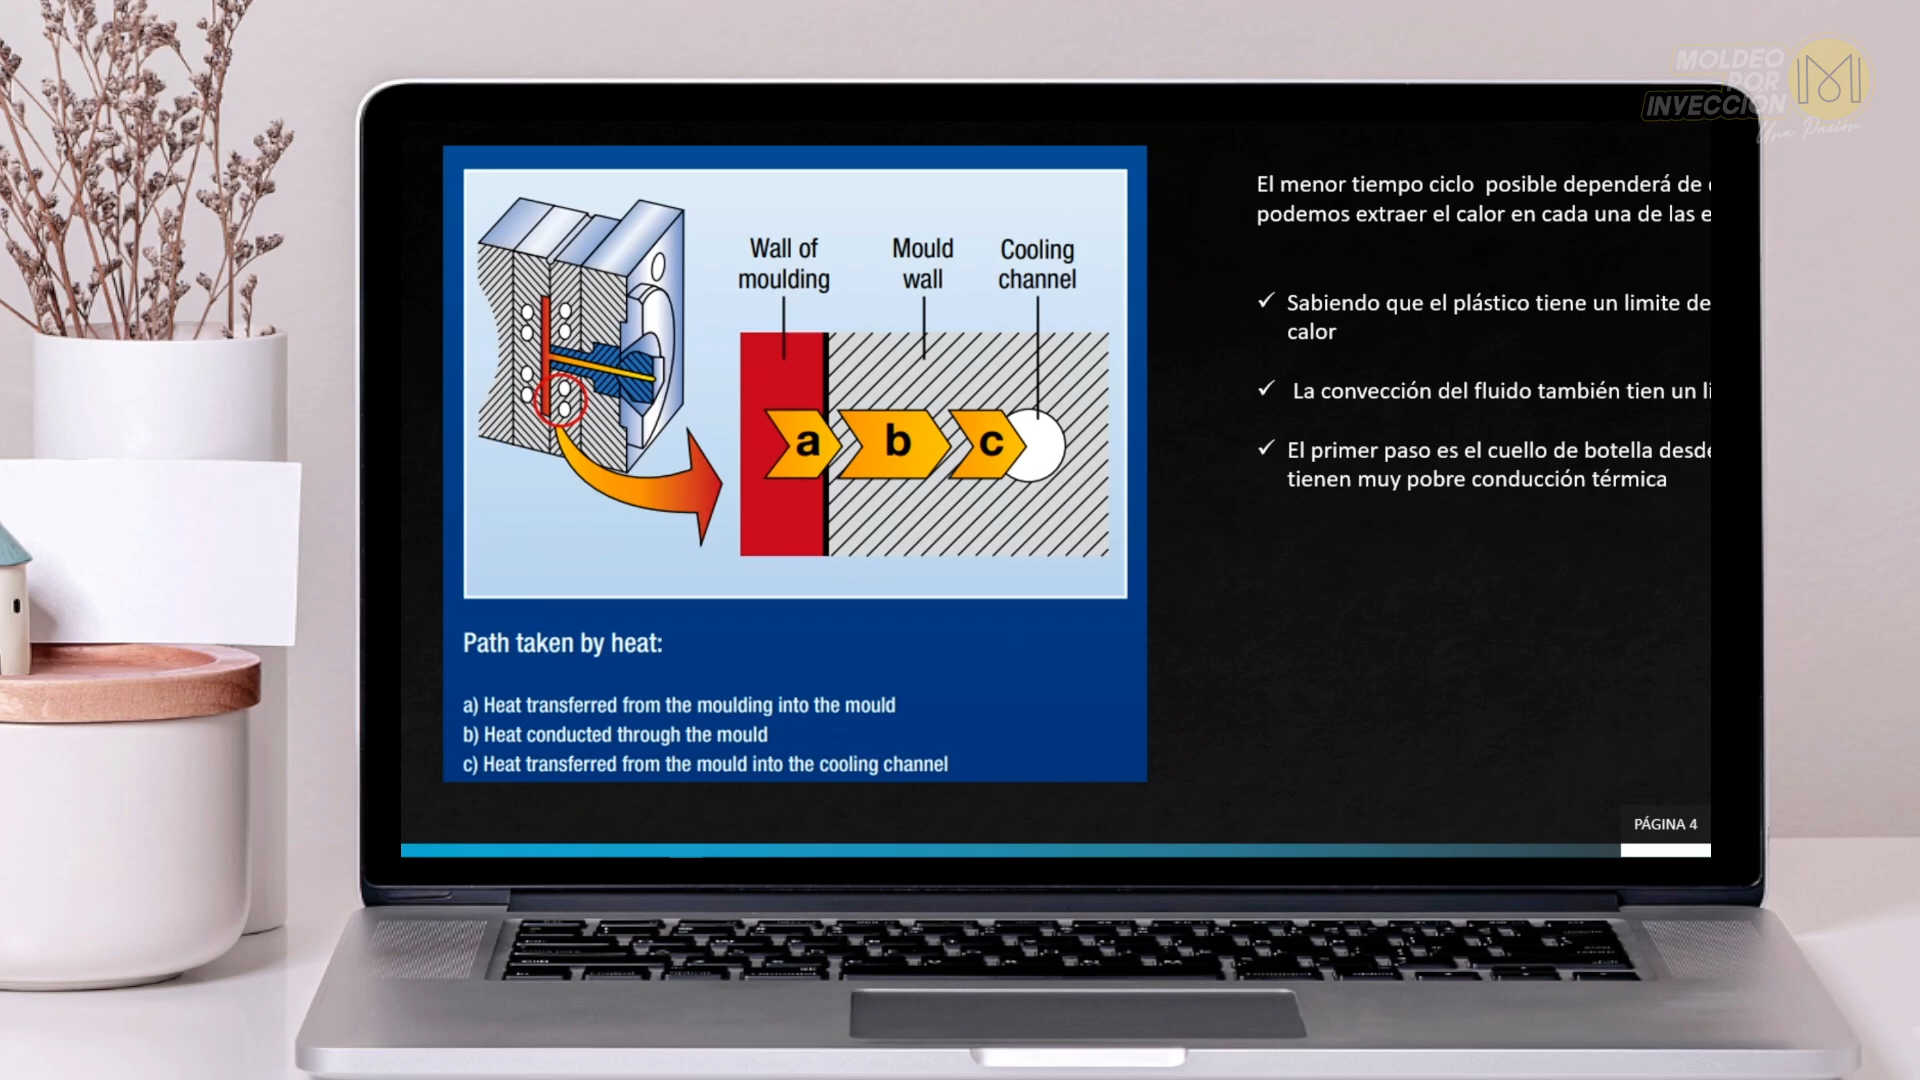 MOLDEO
POR
INYECCIÓN
Una Pasión
Wall of
moulding
Mould
wall
Cooling
channel
a
b
c
Path taken by heat:
a) Heat transferred from the moulding into the mould
b) Heat conducted through the mould
c) Heat transferred from the mould into the cooling channel
El menor tiempo ciclo posible dependerá de
podemos extraer el calor en cada una de las e
✓ Sabiendo que el plástico tiene un limite de
calor
✓ La convección del fluido también tien un li
✓ El primer paso es el cuello de botella desde
tienen muy pobre conducción térmica
PÁGINA 4